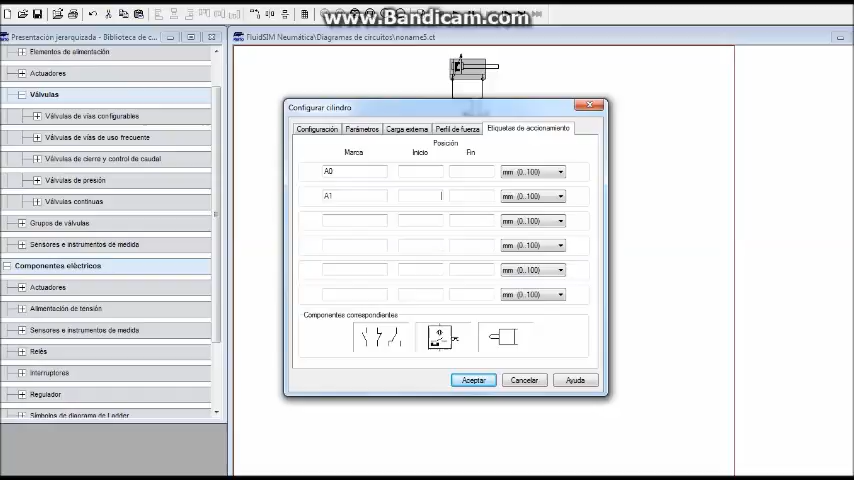 www.Bandicam.com
Presentación jerarquizada - Biblioteca de c...
FluidSIM Neumática\Diagramas de circuitos\noname5.ct
Elementos de alimentación
Actuadores
Válvulas
Válvulas de vías configurables
Válvulas de vías de uso frecuente
Válvulas de cierre y control de caudal
Válvulas de presión
Válvulas continuas
Grupos de válvulas
Sensores e instrumentos de medida
Componentes elèctricos
Actuadores
Alimentación de tensión
Sensores e instrumentos de medida
Relés
Interruptores
Regulador
Símbolos de diagrama de Ladder
Configurar cilindro
Configuración
Parámetros
Carga externa
Perfil de fuerza
Etiquetas de accionamiento
Posición
Marca
Inicio
Fin
A0
mm (0..100)
A1
mm (0..100)
mm (0..100)
mm (0..100)
mm (0..100)
mm (0..100)
Componentes correspondientes
Aceptar
Cancelar
Ayuda